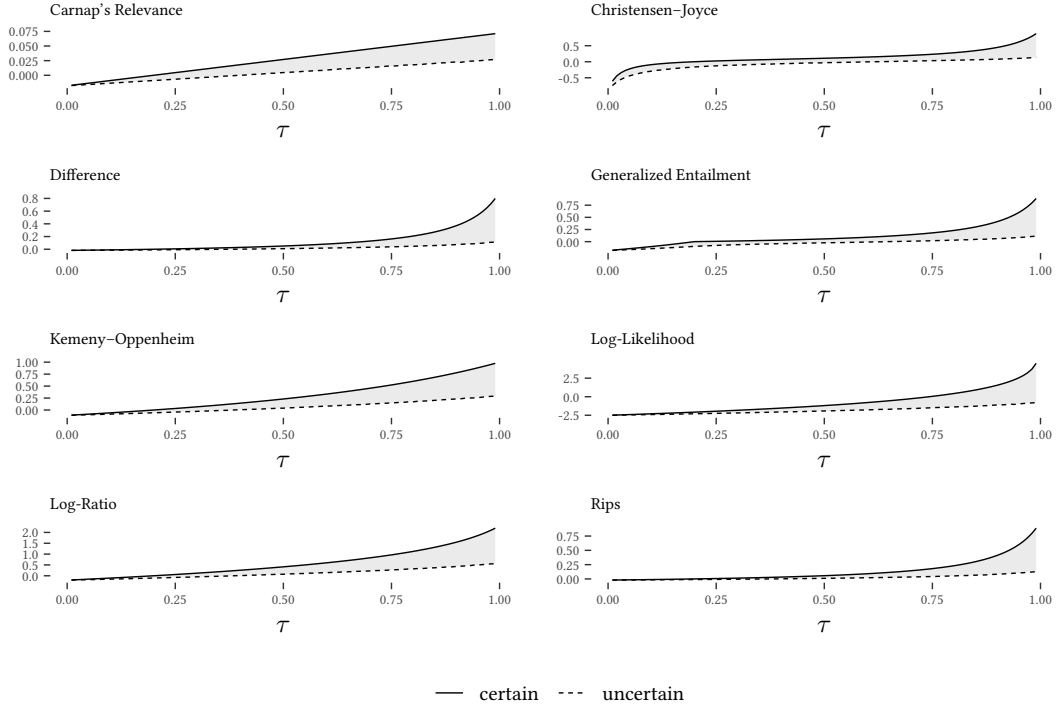 Carnap's Relevance
0.075
0.050
0.025
0.000
0.00 0.25 0.50 0.75 1.00
τ
Christensen–Joyce
0.5
0.0
-0.5
0.00 0.25 0.50 0.75 1.00
τ
Difference
0.8
0.6
0.4
0.2
0.0
0.00 0.25 0.50 0.75 1.00
τ
Generalized Entailment
0.75
0.50
0.25
0.00
0.00 0.25 0.50 0.75 1.00
τ
Kemeny–Oppenheim
1.00
0.75
0.50
0.25
0.00
0.00 0.25 0.50 0.75 1.00
τ
Log-Likelihood
2.5
0.0
-2.5
0.00 0.25 0.50 0.75 1.00
τ
Log-Ratio
2.0
1.5
1.0
0.5
0.0
0.00 0.25 0.50 0.75 1.00
τ
Rips
0.75
0.50
0.25
0.00
0.00 0.25 0.50 0.75 1.00
τ
certain uncertain